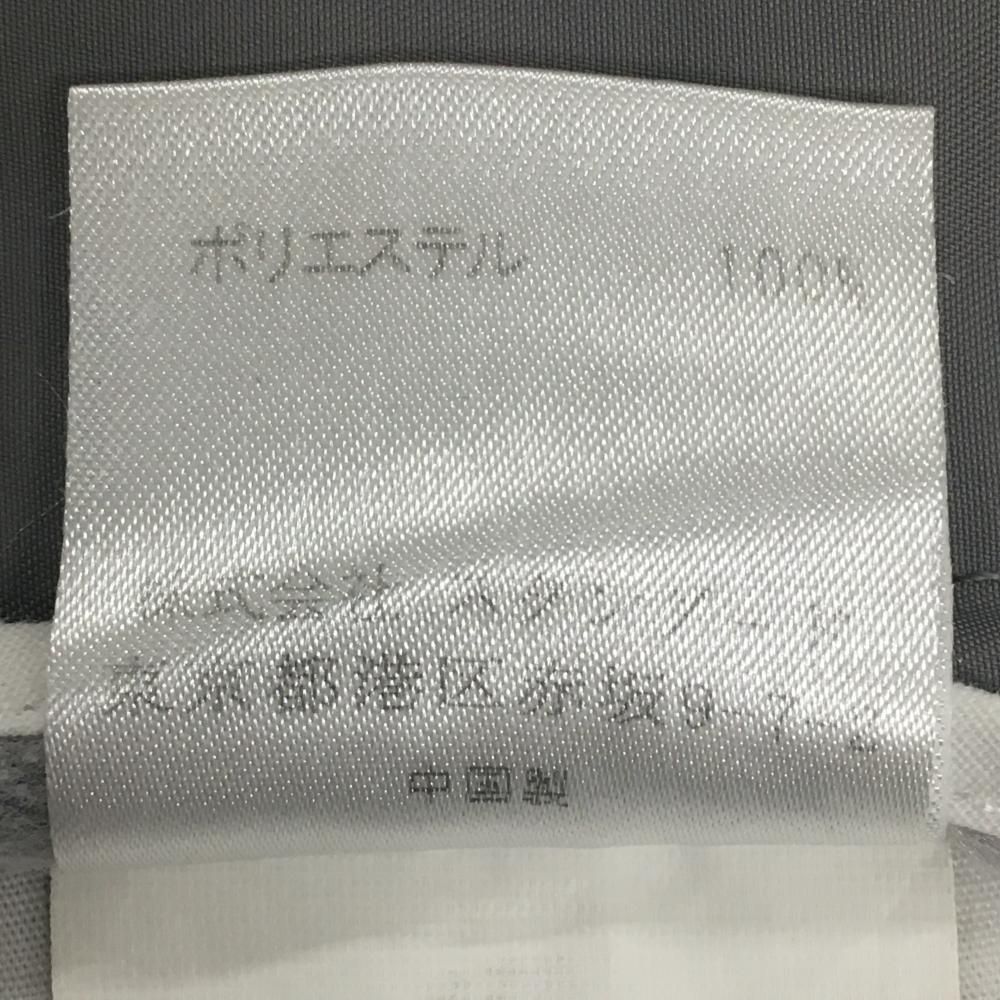 ポリエステル 100%
株式会社
東京都港区赤坂9-7-2
中国製